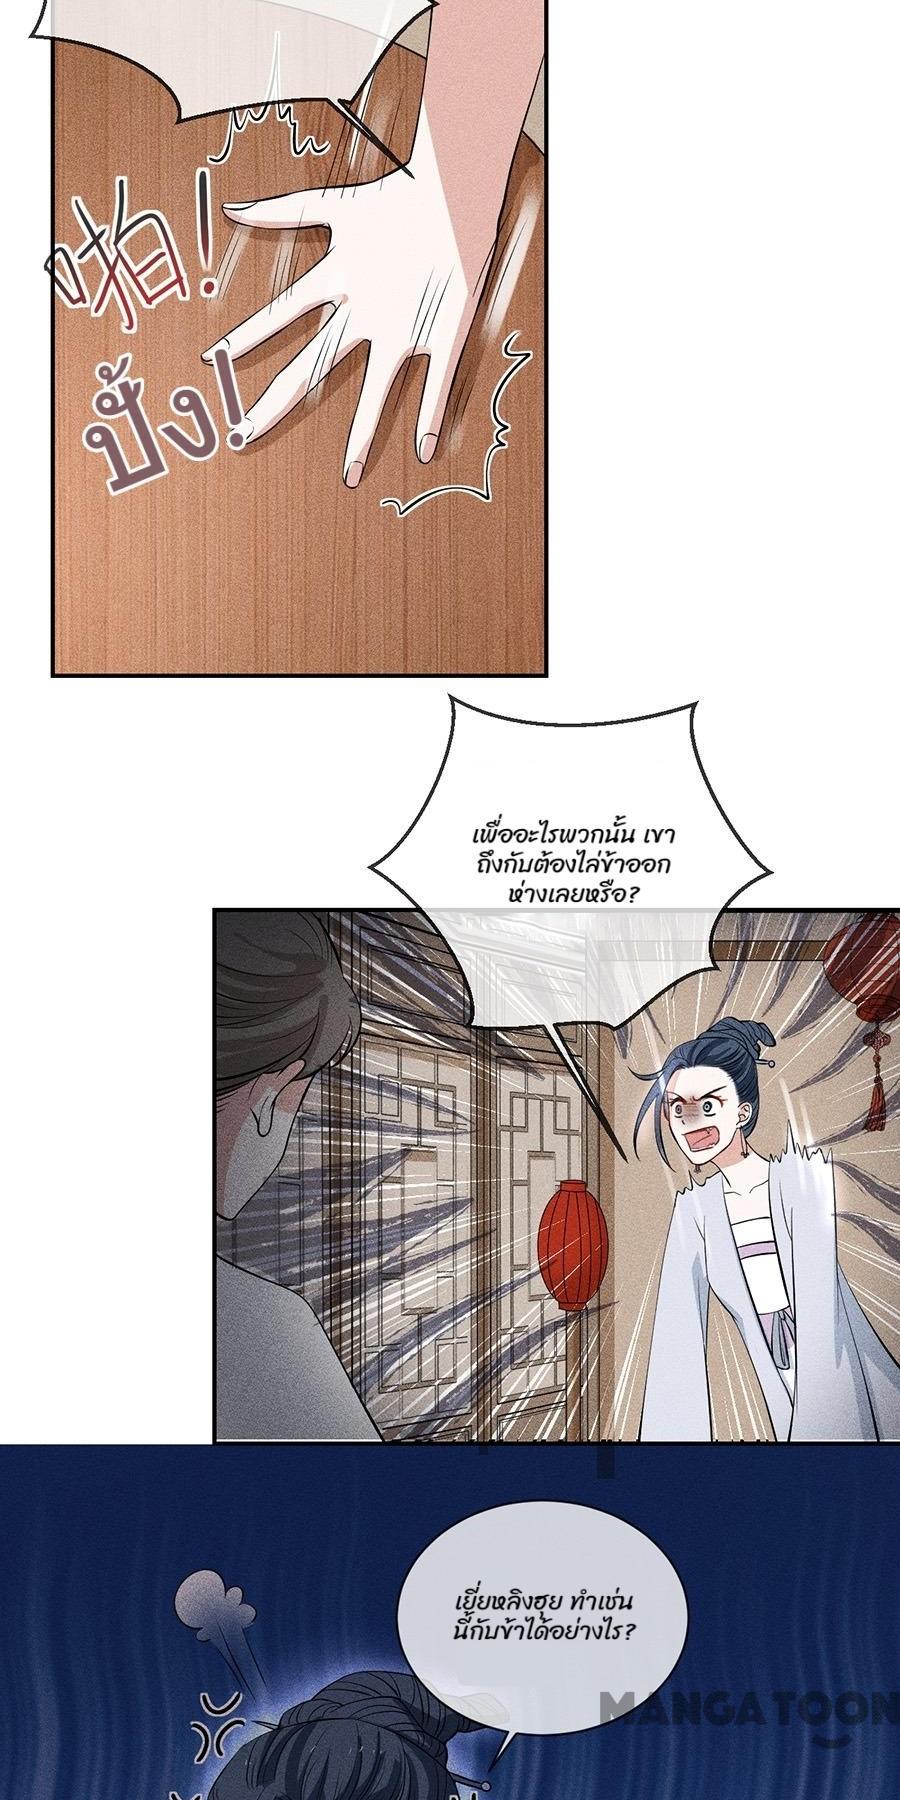 啪!
ปั้ง!
เพื่ออะไรพวกนั้น เขา
ถึงกับต้องไล่ข้าออก
ห่างเลยหรือ?
เยี่ยหลิงฮุย ทำเช่น
นี้กับข้าได้อย่างไร?
MANGA TOON